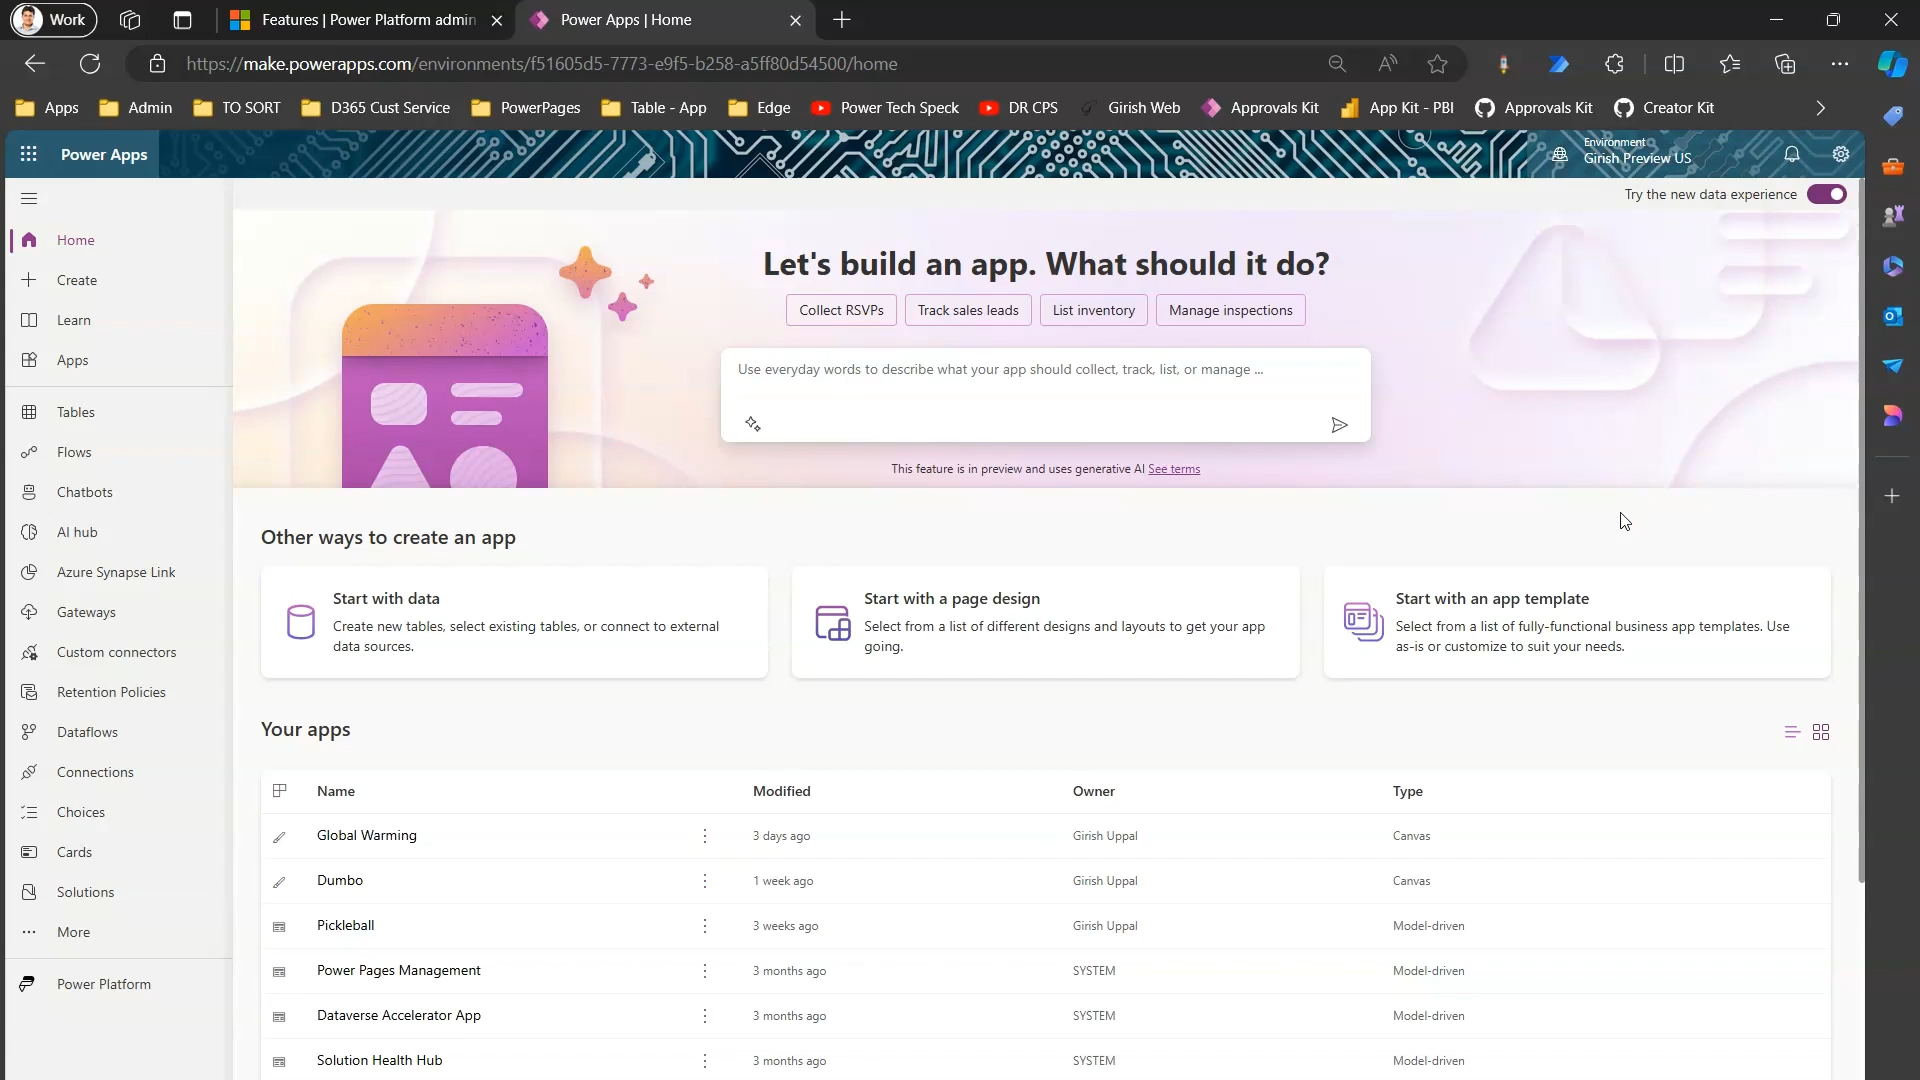 Work
Features | Power Platform admin
Power Apps | Home
https://make.powerapps.com/environments/f51605d5-7773-e9f5-b258-a5ff80d54500/home
Apps
Admin
TO SORT
D365 Cust Service
PowerPages
Table - App
Edge
Power Tech Speck
DR CPS
Girish Web
Approvals Kit
App Kit - PBI
Approvals Kit
Creator Kit
Power Apps
Environment
Girish Preview US
Try the new data experience
Home
Create
Learn
Apps
Tables
Flows
Chatbots
AI hub
Azure Synapse Link
Gateways
Custom connectors
Retention Policies
Dataflows
Connections
Choices
Cards
Solutions
More
Power Platform
Let's build an app. What should it do?
Collect RSVPs
Track sales leads
List inventory
Manage inspections
Use everyday words to describe what your app should collect, track, list, or manage ...
This feature is in preview and uses generative AI See terms
Other ways to create an app
Start with data
Create new tables, select existing tables, or connect to external
data sources.
Start with a page design
Select from a list of different designs and layouts to get your app
going.
Start with an app template
Select from a list of fully-functional business app templates. Use
as-is or customize to suit your needs.
Your apps
Name Modified Owner Type
Global Warming 3 days ago Girish Uppal Canvas
Dumbo 1 week ago Girish Uppal Canvas
Pickleball 3 weeks ago Girish Uppal Model-driven
Power Pages Management 3 months ago SYSTEM Model-driven
Dataverse Accelerator App 3 months ago SYSTEM Model-driven
Solution Health Hub 3 months ago SYSTEM Model-driven